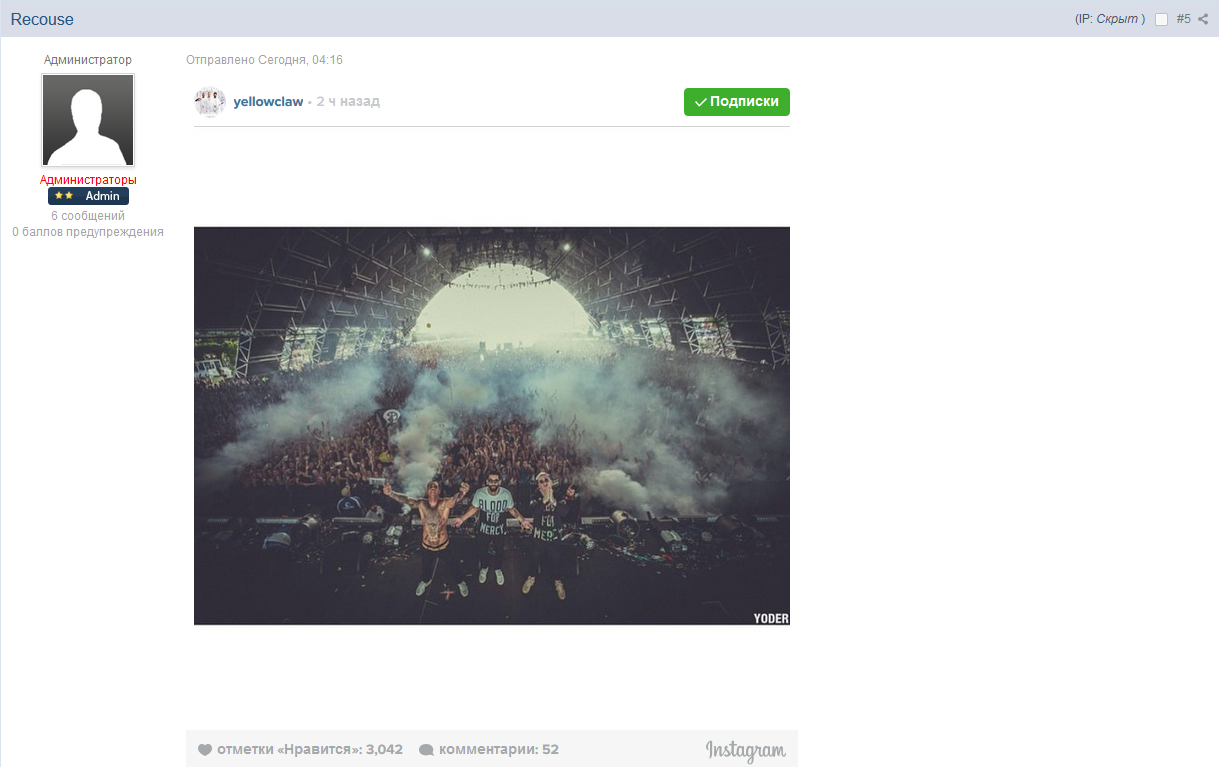 Recouse
(IP: Скрыт ) #5
Администратор
Отправлено Сегодня, 04:16
yellowclaw • 2 ч назад
Подписки
Администраторы
Admin
6 сообщений
0 баллов предупреждения
BLOOD
FOR
MERCY
FOR
YODER
отметки «Нравится»: 3,042 комментарии: 52
Instagram